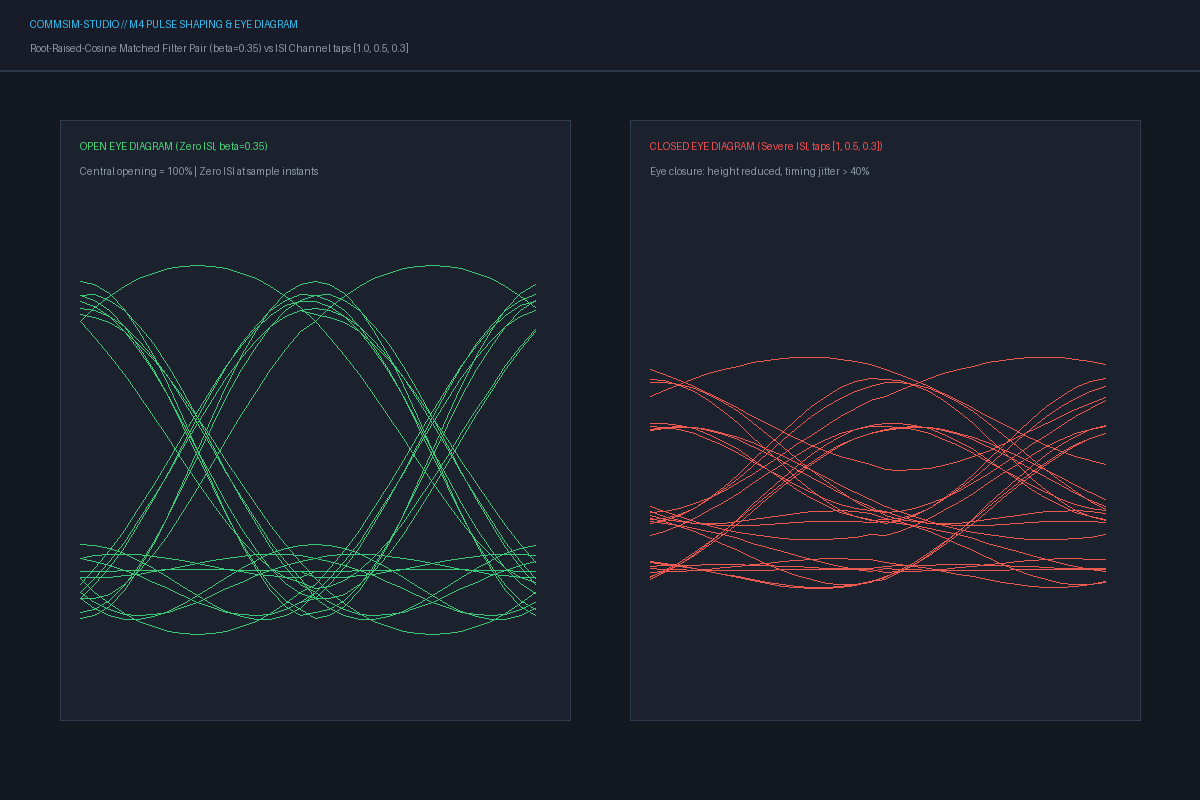 COMMSIM-STUDIO // M4 PULSE SHAPING & EYE DIAGRAM
Root-Raised-Cosine Matched Filter Pair (beta=0.35) vs ISI Channel taps [1.0, 0.5, 0.3]
OPEN EYE DIAGRAM (Zero ISI, beta=0.35)
Central opening = 100% | Zero ISI at sample instants
CLOSED EYE DIAGRAM (Severe ISI, taps [1, 0.5, 0.3])
Eye closure: height reduced, timing jitter > 40%